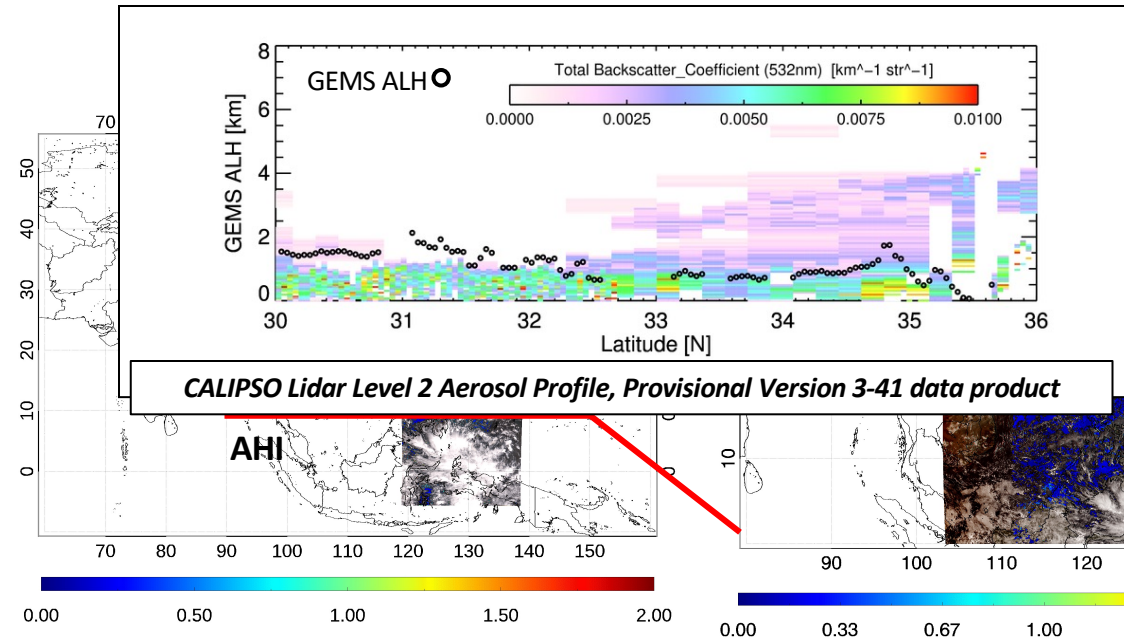 8
6
4
2
0
GEMS ALH [km]
GEMS ALH
Total Backscatter_Coefficient (532nm) [km^−1 str^−1]
0.0000 0.0025 0.0050 0.0075 0.0100
30 31 32 33 34 35 36
Latitude [N]
CALIPSO Lidar Level 2 Aerosol Profile, Provisional Version 3-41 data product
70
50
40
30
20
10
0
AHI
70 80 90 100 110 120 130 140 150
0.00 0.50 1.00 1.50 2.00
0
10
90 100 110 120
0.00 0.33 0.67 1.00